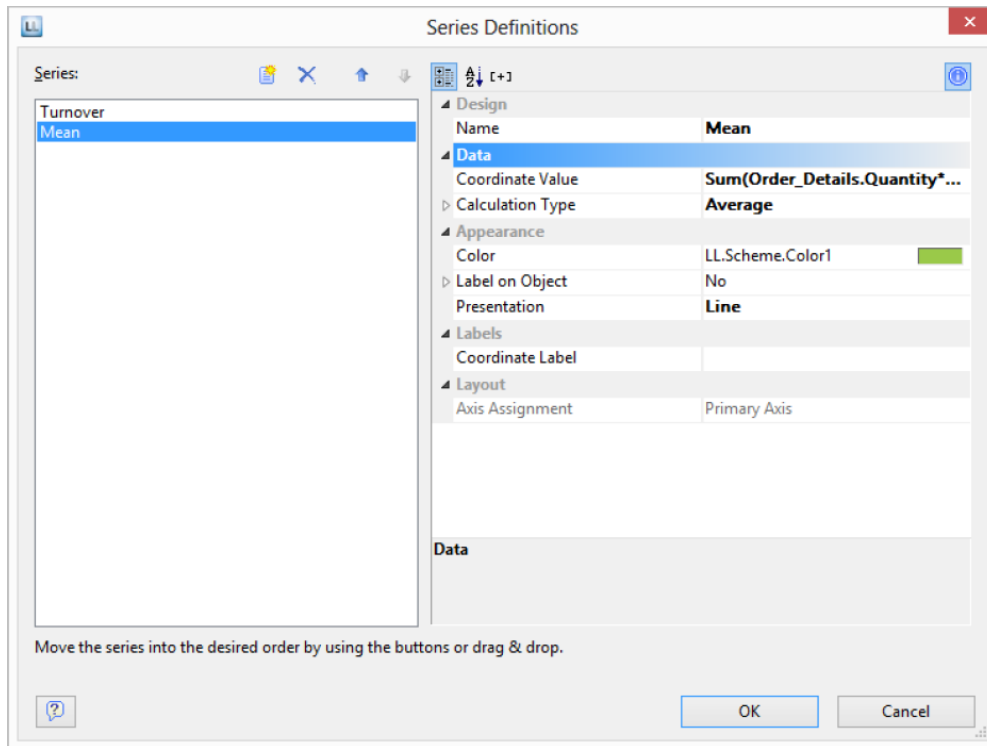 LL
Series Definitions
Series:
A
Z
[+]
Turnover
Mean
Design
Name Mean
Data
Coordinate Value Sum(Order_Details.Quantity*...
Calculation Type Average
Appearance
Color LL.Scheme.Color1
Label on Object No
Presentation Line
Labels
Coordinate Label
Layout
Axis Assignment Primary Axis
Data
Move the series into the desired order by using the buttons or drag & drop.
OK Cancel